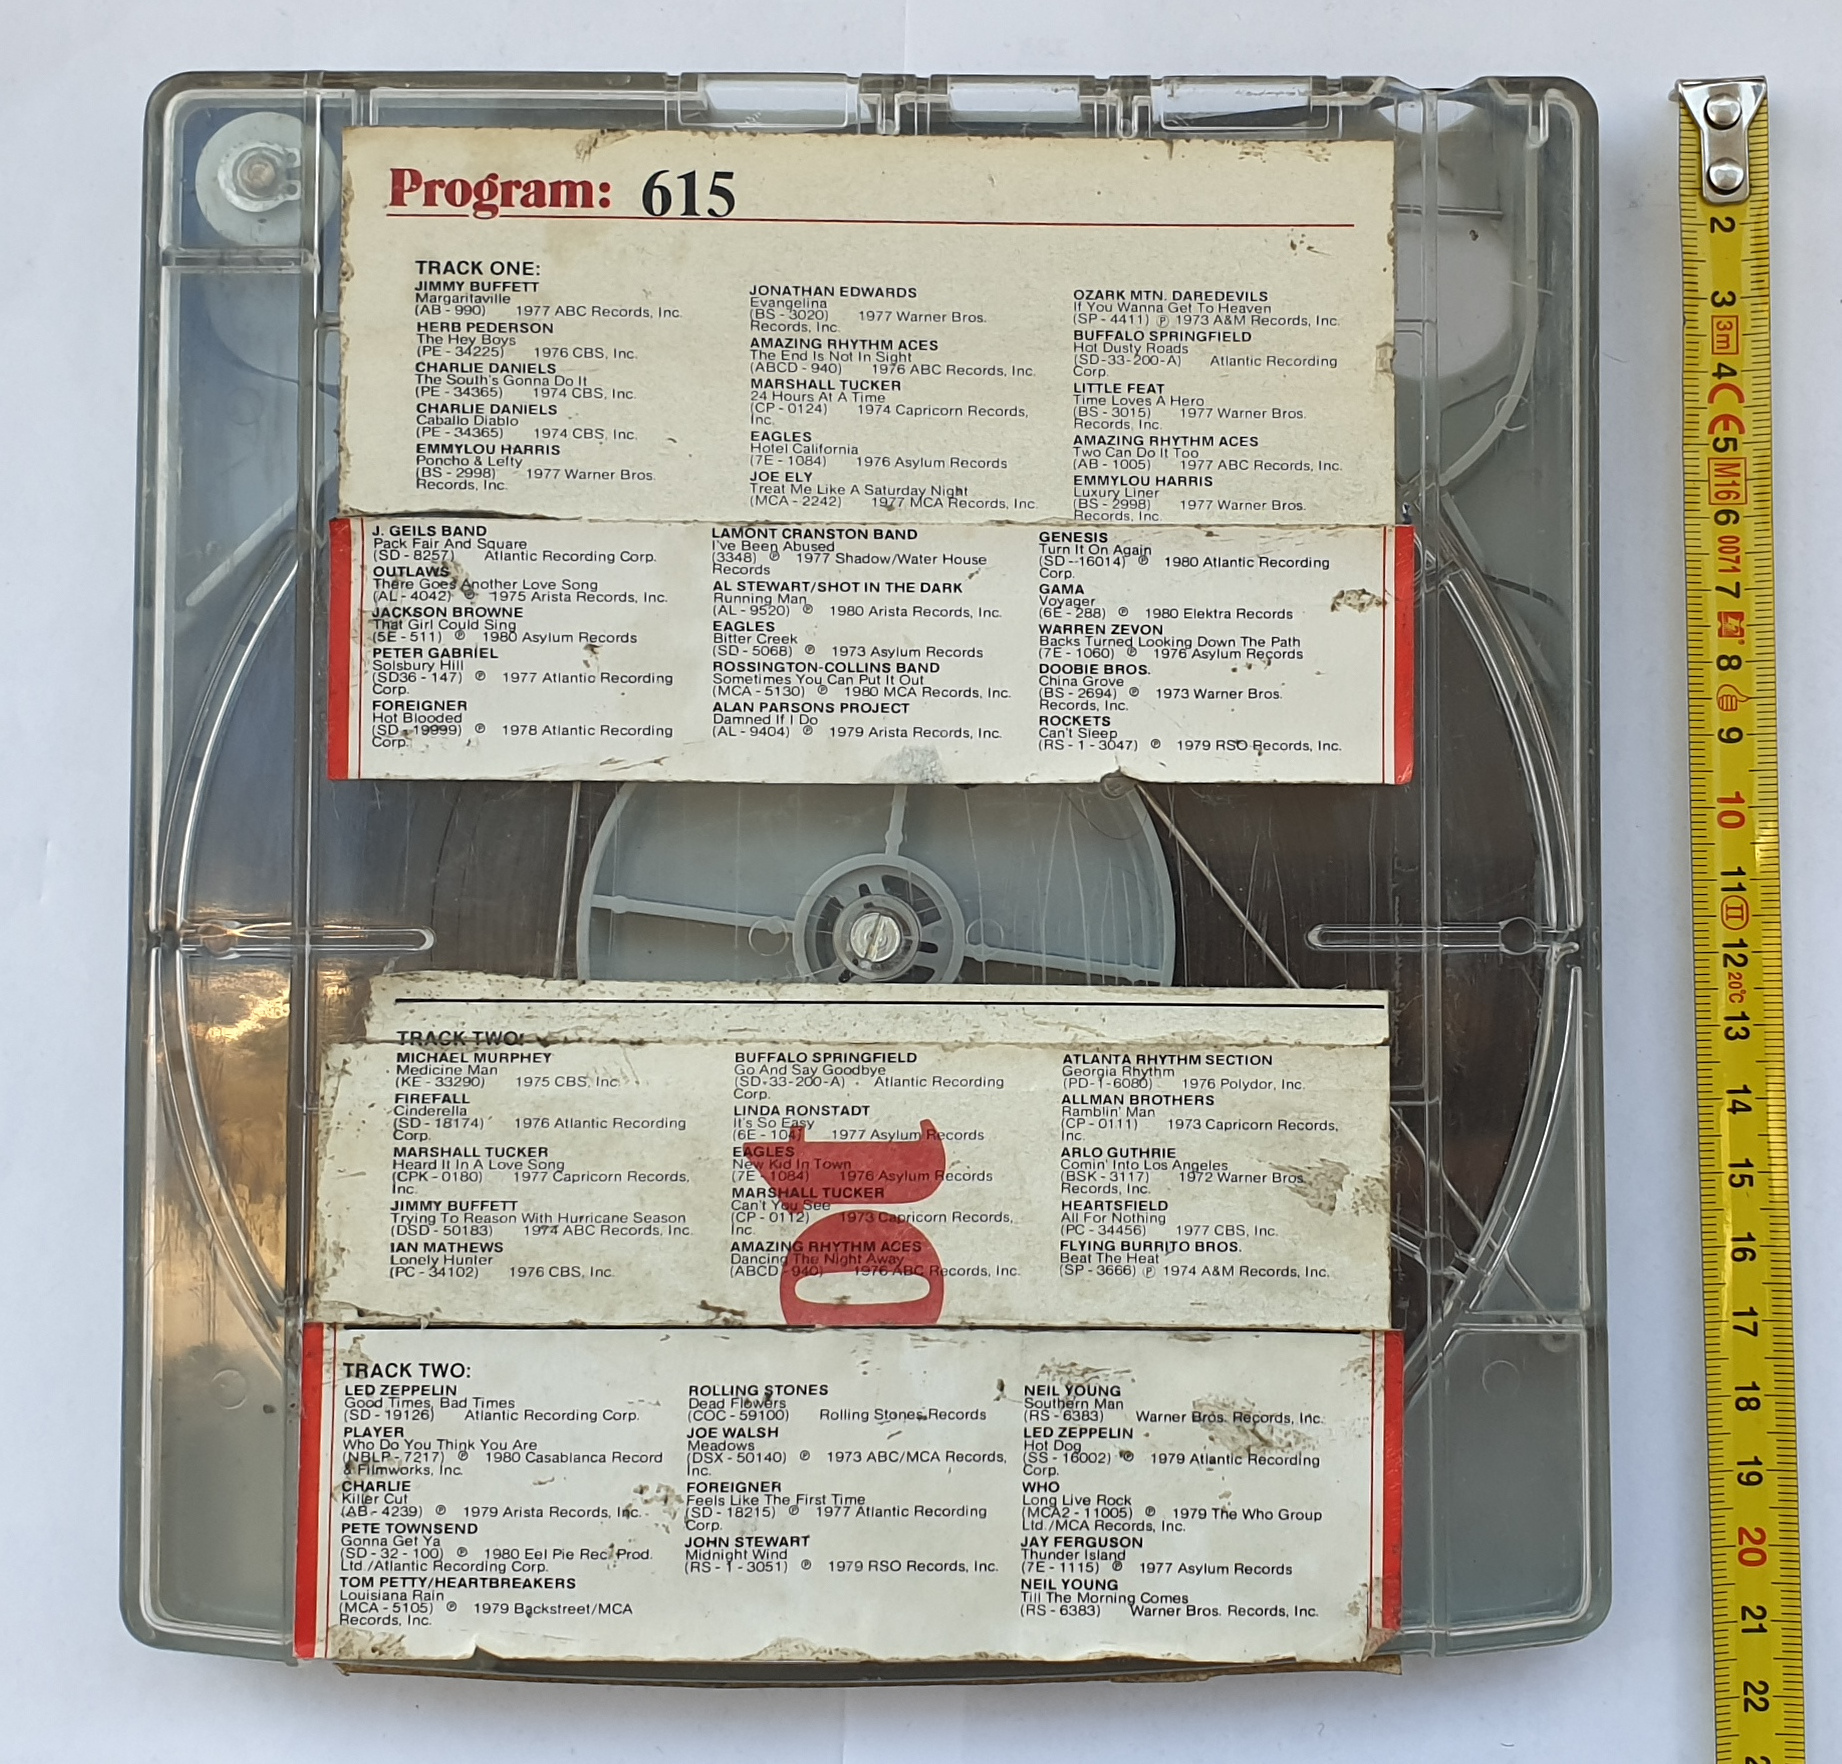 Program: 615
TRACK ONE:
JIMMY BUFFETT
Margaritaville
(AB - 990) 1977 ABC Records, Inc.
HERB PEDERSON
The Hey Boys
(PE - 34225) 1976 CBS, Inc.
CHARLIE DANIELS
The South's Gonna Do It
(PE - 34365) 1974 CBS, Inc.
CHARLIE DANIELS
Caballo Diablo
(PE - 34365) 1974 CBS, Inc.
EMMYLOU HARRIS
Poncho & Lefty
(BS - 2998) 1977 Warner Bros.
Records, Inc.
JONATHAN EDWARDS
Evangelina
(BS - 3020) 1977 Warner Bros.
Records, Inc.
AMAZING RHYTHM ACES
The End Is Not In Sight
(ABCD - 940) 1976 ABC Records, Inc.
MARSHALL TUCKER
24 Hours At A Time
(CP - 0124) 1974 Capricorn Records,
Inc.
EAGLES
Hotel California
(7E - 1084) 1976 Asylum Records
JOE ELY
Treat Me Like A Saturday Night
(MCA - 2242) 1977 MCA Records, Inc.
OZARK MTN. DAREDEVILS
If You Wanna Get To Heaven
(SP - 4411) ℗ 1973 A&M Records, Inc.
BUFFALO SPRINGFIELD
Hot Dusty Roads
(SD-33-200-A) Atlantic Recording
Corp.
LITTLE FEAT
Time Loves A Hero
(BS - 3015) 1977 Warner Bros.
Records, Inc.
AMAZING RHYTHM ACES
Two Can Do It Too
(AB - 1005) 1977 ABC Records, Inc.
EMMYLOU HARRIS
Luxury Liner
(BS - 2998) 1977 Warner Bros.
Records, Inc.
J. GEILS BAND
Pack Fair And Square
(SD - 8257) Atlantic Recording Corp.
OUTLAWS
There Goes Another Love Song
(AL - 4042) ℗ 1975 Arista Records, Inc.
JACKSON BROWNE
That Girl Could Sing
(5E - 511) ℗ 1980 Asylum Records
PETER GABRIEL
Solsbury Hill
(SD36 - 147) ℗ 1977 Atlantic Recording
Corp.
FOREIGNER
Hot Blooded
(SD - 19999) ℗ 1978 Atlantic Recording
Corp.
LAMONT CRANSTON BAND
I've Been Abused
(3348) ℗ 1977 Shadow/Water House
Records
AL STEWART/SHOT IN THE DARK
Running Man
(AL - 9520) ℗ 1980 Arista Records, Inc.
EAGLES
Bitter Creek
(SD - 5068) ℗ 1973 Asylum Records
ROSSINGTON-COLLINS BAND
Sometimes You Can Put It Out
(MCA - 5130) ℗ 1980 MCA Records, Inc.
ALAN PARSONS PROJECT
Damned If I Do
(AL - 9404) ℗ 1979 Arista Records, Inc.
GENESIS
Turn It On Again
(SD--16014) ℗ 1980 Atlantic Recording
Corp.
GAMA
Voyager
(6E - 288) ℗ 1980 Elektra Records
WARREN ZEVON
Backs Turned Looking Down The Path
(7E - 1060) ℗ 1976 Asylum Records
DOOBIE BROS.
China Grove
(BS - 2694) ℗ 1973 Warner Bros.
Records, Inc.
ROCKETS
Can't Sleep
(RS - 1 - 3047) ℗ 1979 RSO Records, Inc.
TRACK TWO:
MICHAEL MURPHEY
Medicine Man
(KE - 33290) 1975 CBS, Inc.
FIREFALL
Cinderella
(SD - 18174) 1976 Atlantic Recording
Corp.
MARSHALL TUCKER
Heard It In A Love Song
(CPK - 0180) 1977 Capricorn Records,
Inc.
JIMMY BUFFETT
Trying To Reason With Hurricane Season
(DSD - 50183) 1974 ABC Records, Inc.
IAN MATHEWS
Lonely Hunter
(PC - 34102) 1976 CBS, Inc.
BUFFALO SPRINGFIELD
Go And Say Goodbye
(SD-33-200-A) Atlantic Recording
Corp.
LINDA RONSTADT
It's So Easy
(6E - 104) 1977 Asylum Records
EAGLES
New Kid In Town
(7E - 1084) 1976 Asylum Records
MARSHALL TUCKER
Can't You See
(CP - 0112) 1973 Capricorn Records,
Inc.
AMAZING RHYTHM ACES
Dancing The Night Away
(ABCD - 940) 1976 ABC Records, Inc.
ATLANTA RHYTHM SECTION
Georgia Rhythm
(PD-1-6080) 1976 Polydor, Inc.
ALLMAN BROTHERS
Ramblin' Man
(CP - 0111) 1973 Capricorn Records,
Inc.
ARLO GUTHRIE
Comin' Into Los Angeles
(BSK - 3117) 1972 Warner Bros.
Records, Inc.
HEARTSFIELD
All For Nothing
(PC - 34456) 1977 CBS, Inc.
FLYING BURRITO BROS.
Beat The Heat
(SP - 3666) ℗ 1974 A&M Records, Inc.
10
TRACK TWO:
LED ZEPPELIN
Good Times, Bad Times
(SD - 19126) Atlantic Recording Corp.
PLAYER
Who Do You Think You Are
(NBLP - 7217) ℗ 1980 Casablanca Record
& Filmworks, Inc.
CHARLIE
Killer Cut
(AB - 4239) ℗ 1979 Arista Records, Inc.
PETE TOWNSEND
Gonna Get Ya
(SD - 32 - 100) ℗ 1980 Eel Pie Rec. Prod.
Ltd./Atlantic Recording Corp.
TOM PETTY/HEARTBREAKERS
Louisiana Rain
(MCA - 5105) ℗ 1979 Backstreet/MCA
Records, Inc.
ROLLING STONES
Dead Flowers
(COC - 59100) Rolling Stones Records
JOE WALSH
Meadows
(DSX - 50140) ℗ 1973 ABC/MCA Records,
Inc.
FOREIGNER
Feels Like The First Time
(SD - 18215) ℗ 1977 Atlantic Recording
Corp.
JOHN STEWART
Midnight Wind
(RS - 1 - 3051) ℗ 1979 RSO Records, Inc.
NEIL YOUNG
Southern Man
(RS - 6383) Warner Bros. Records, Inc.
LED ZEPPELIN
Hot Dog
(SS - 16002) ℗ 1979 Atlantic Recording
Corp.
WHO
Long Live Rock
(MCA2 - 11005) ℗ 1979 The Who Group
Ltd./MCA Records, Inc.
JAY FERGUSON
Thunder Island
(7E - 1115) ℗ 1977 Asylum Records
NEIL YOUNG
Till The Morning Comes
(RS - 6383) Warner Bros. Records, Inc.
2 3 3m 4 CE 5 M16 6 0071 7 8 9 10 11 II 12 20°C 13 14 15 16 17 18 19 20 21 22